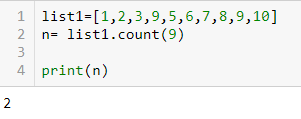 1 list1=[1,2,3,9,5,6,7,8,9,10]
2 n= list1.count(9)
3
4 print(n)
2